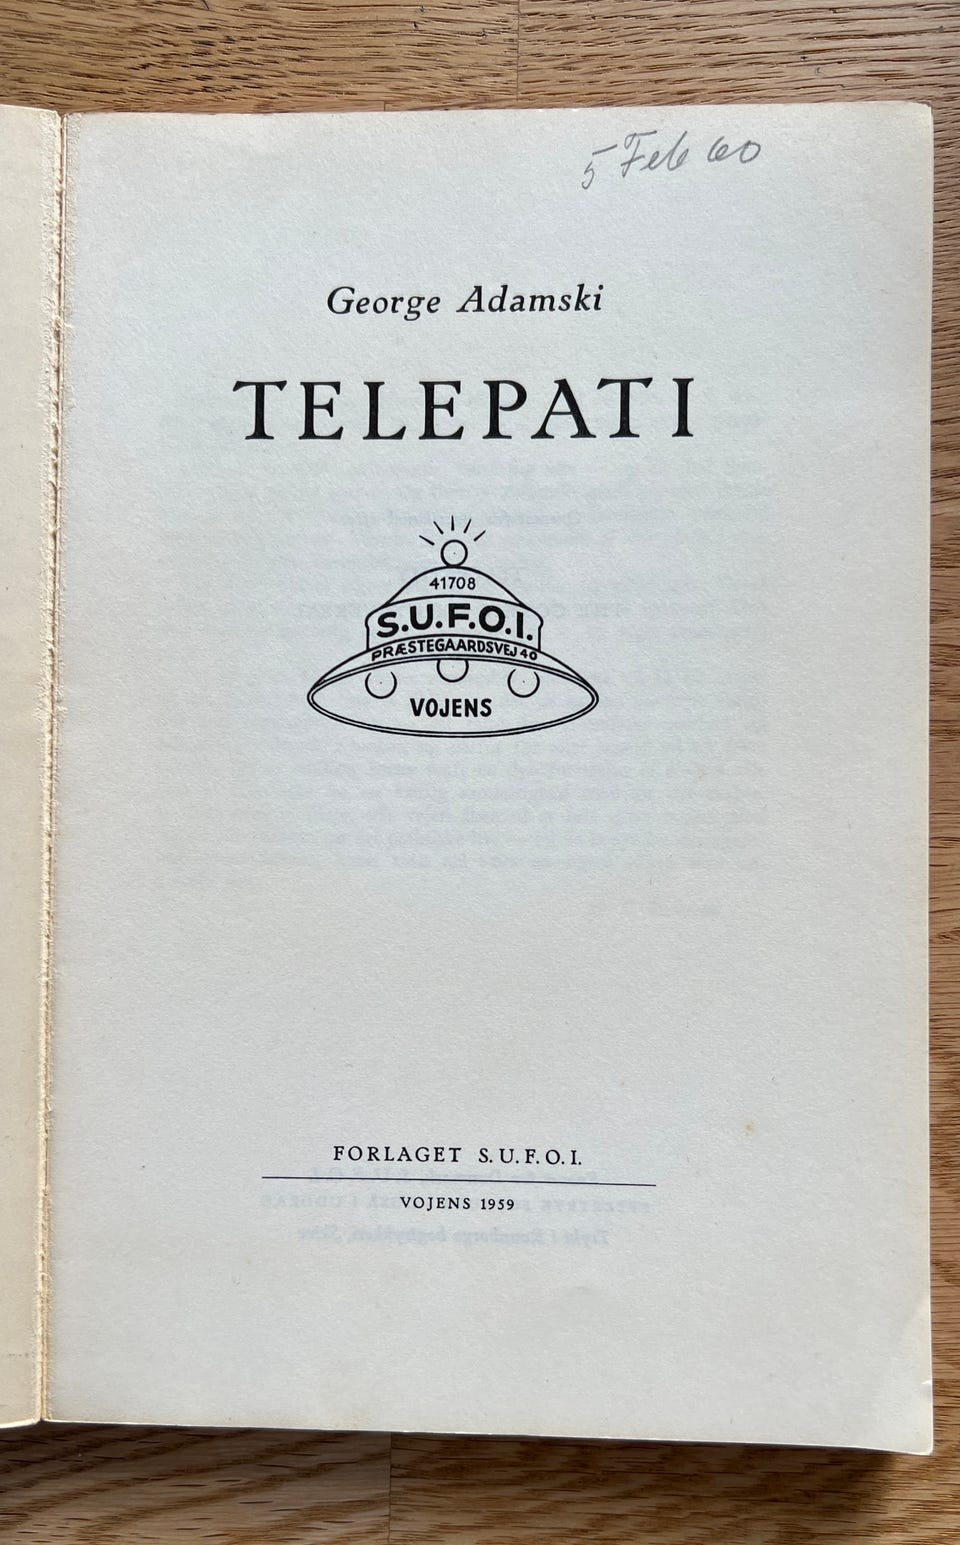 5 Feb 60
George Adamski
TELEPATI
41708
S.U.F.O.I.
PRÆSTEGAARDSVEJ 40
VOJENS
FORLAGET S.U.F.O.I.
VOJENS 1959